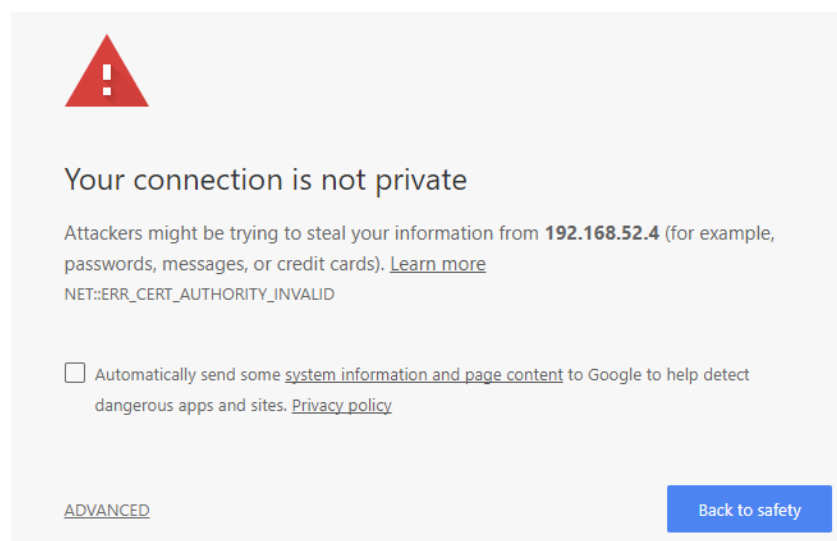 Your connection is not private
Attackers might be trying to steal your information from 192.168.52.4 (for example,
passwords, messages, or credit cards). Learn more
NET::ERR_CERT_AUTHORITY_INVALID
Automatically send some system information and page content to Google to help detect
dangerous apps and sites. Privacy policy
ADVANCED
Back to safety